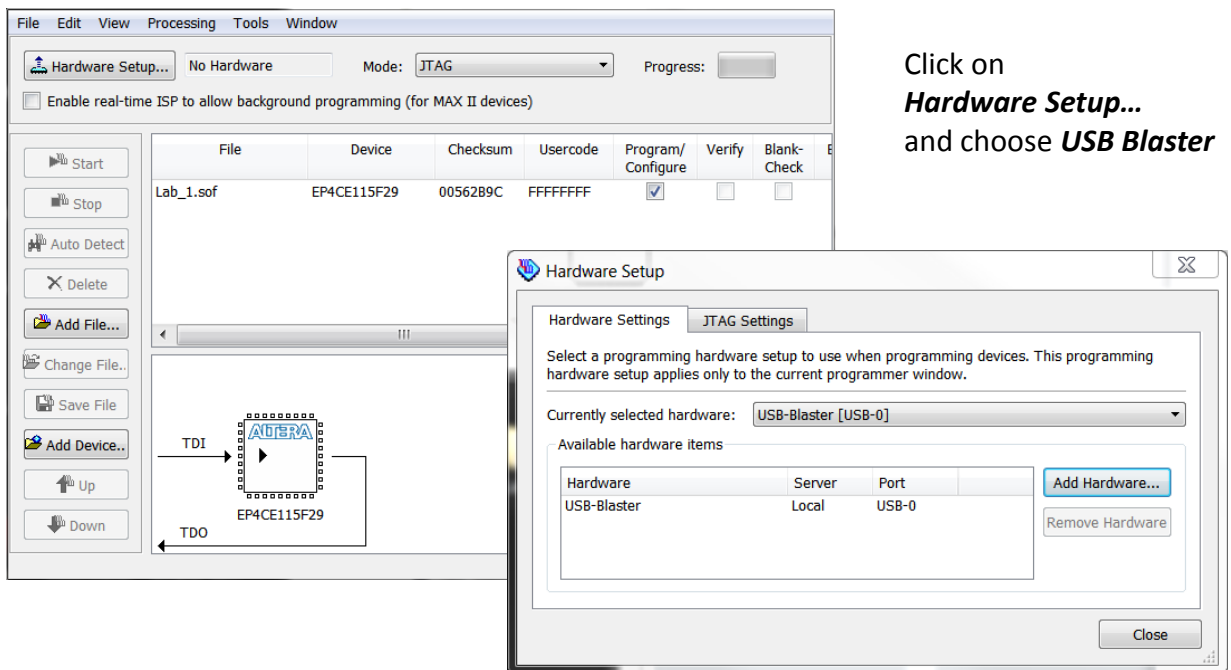 File Edit View Processing Tools Window
Hardware Setup... No Hardware Mode: JTAG Progress:
Enable real-time ISP to allow background programming (for MAX II devices)
Click on
Hardware Setup…
and choose USB Blaster
Start
Stop
Auto Detect
Delete
Add File...
Change File..
Save File
Add Device..
Up
Down
File Device Checksum Usercode Program/ Verify Blank-
Configure Check
Lab_1.sof EP4CE115F29 00562B9C FFFFFFFF
TDI
ALTERA
EP4CE115F29
TDO
Hardware Setup
Hardware Settings JTAG Settings
Select a programming hardware setup to use when programming devices. This programming
hardware setup applies only to the current programmer window.
Currently selected hardware: USB-Blaster [USB-0]
Available hardware items
Hardware Server Port
USB-Blaster Local USB-0
Add Hardware...
Remove Hardware
Close